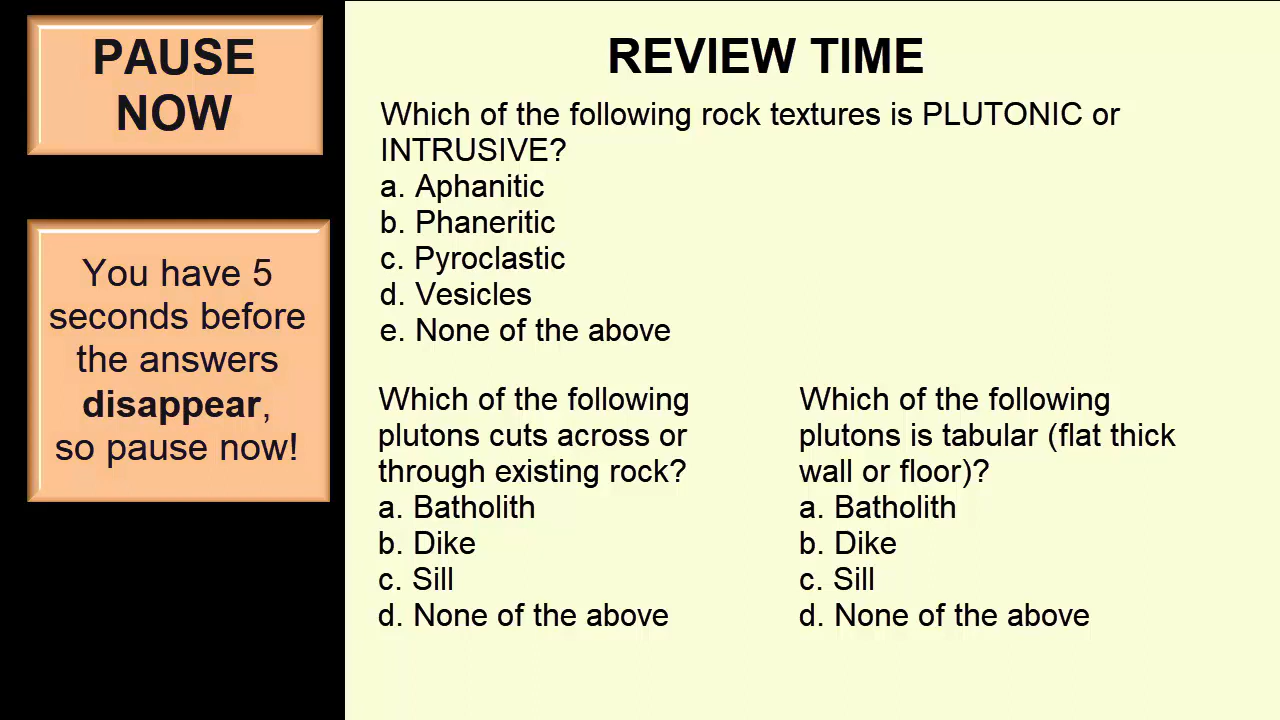 PAUSE
NOW
You have 5
seconds before
the answers
disappear,
so pause now!
REVIEW TIME
Which of the following rock textures is PLUTONIC or
INTRUSIVE?
a. Aphanitic
b. Phaneritic
c. Pyroclastic
d. Vesicles
e. None of the above
Which of the following
plutons cuts across or
through existing rock?
a. Batholith
b. Dike
c. Sill
d. None of the above
Which of the following
plutons is tabular (flat thick
wall or floor)?
a. Batholith
b. Dike
c. Sill
d. None of the above